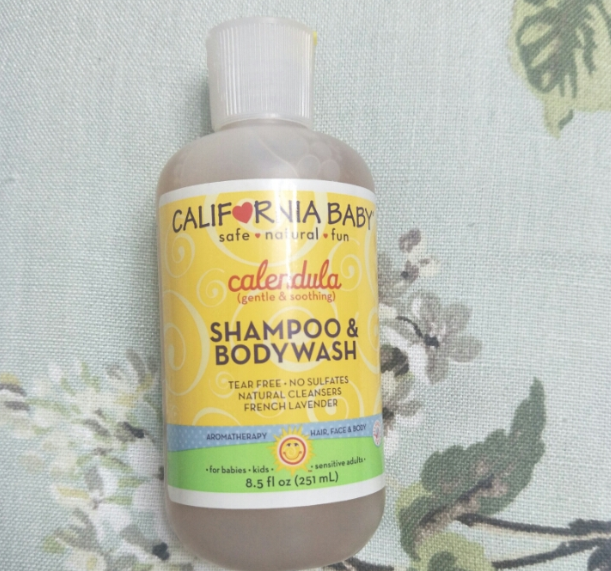 CALIFORNIA BABY
safe • natural • fun
calendula
(gentle & soothing)
SHAMPOO &
BODYWASH
TEAR FREE • NO SULFATES
NATURAL CLEANSERS
FRENCH LAVENDER
AROMATHERAPY HAIR, FACE & BODY
• for babies • kids • • sensitive adults •
8.5 fl oz (251 mL)